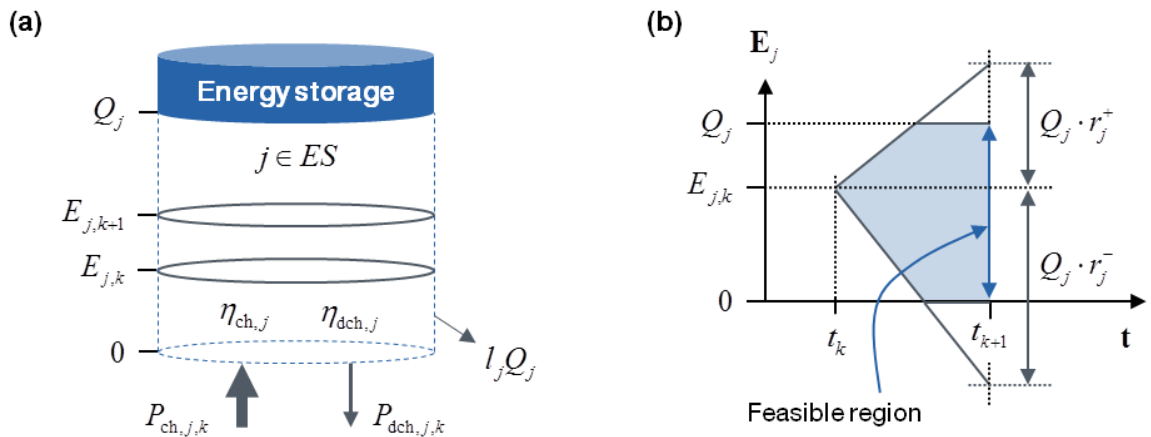 (a)
Energy storage
Q_j
j ∈ ES
E_{j,k+1}
E_{j,k}
η_{ch,j} η_{dch,j}
0
l_j Q_j
P_{ch,j,k} P_{dch,j,k}
(b)
E_j
Q_j
Q_j · r_j^+
E_{j,k}
Q_j · r_j^-
0
t_k t_{k+1} t
Feasible region